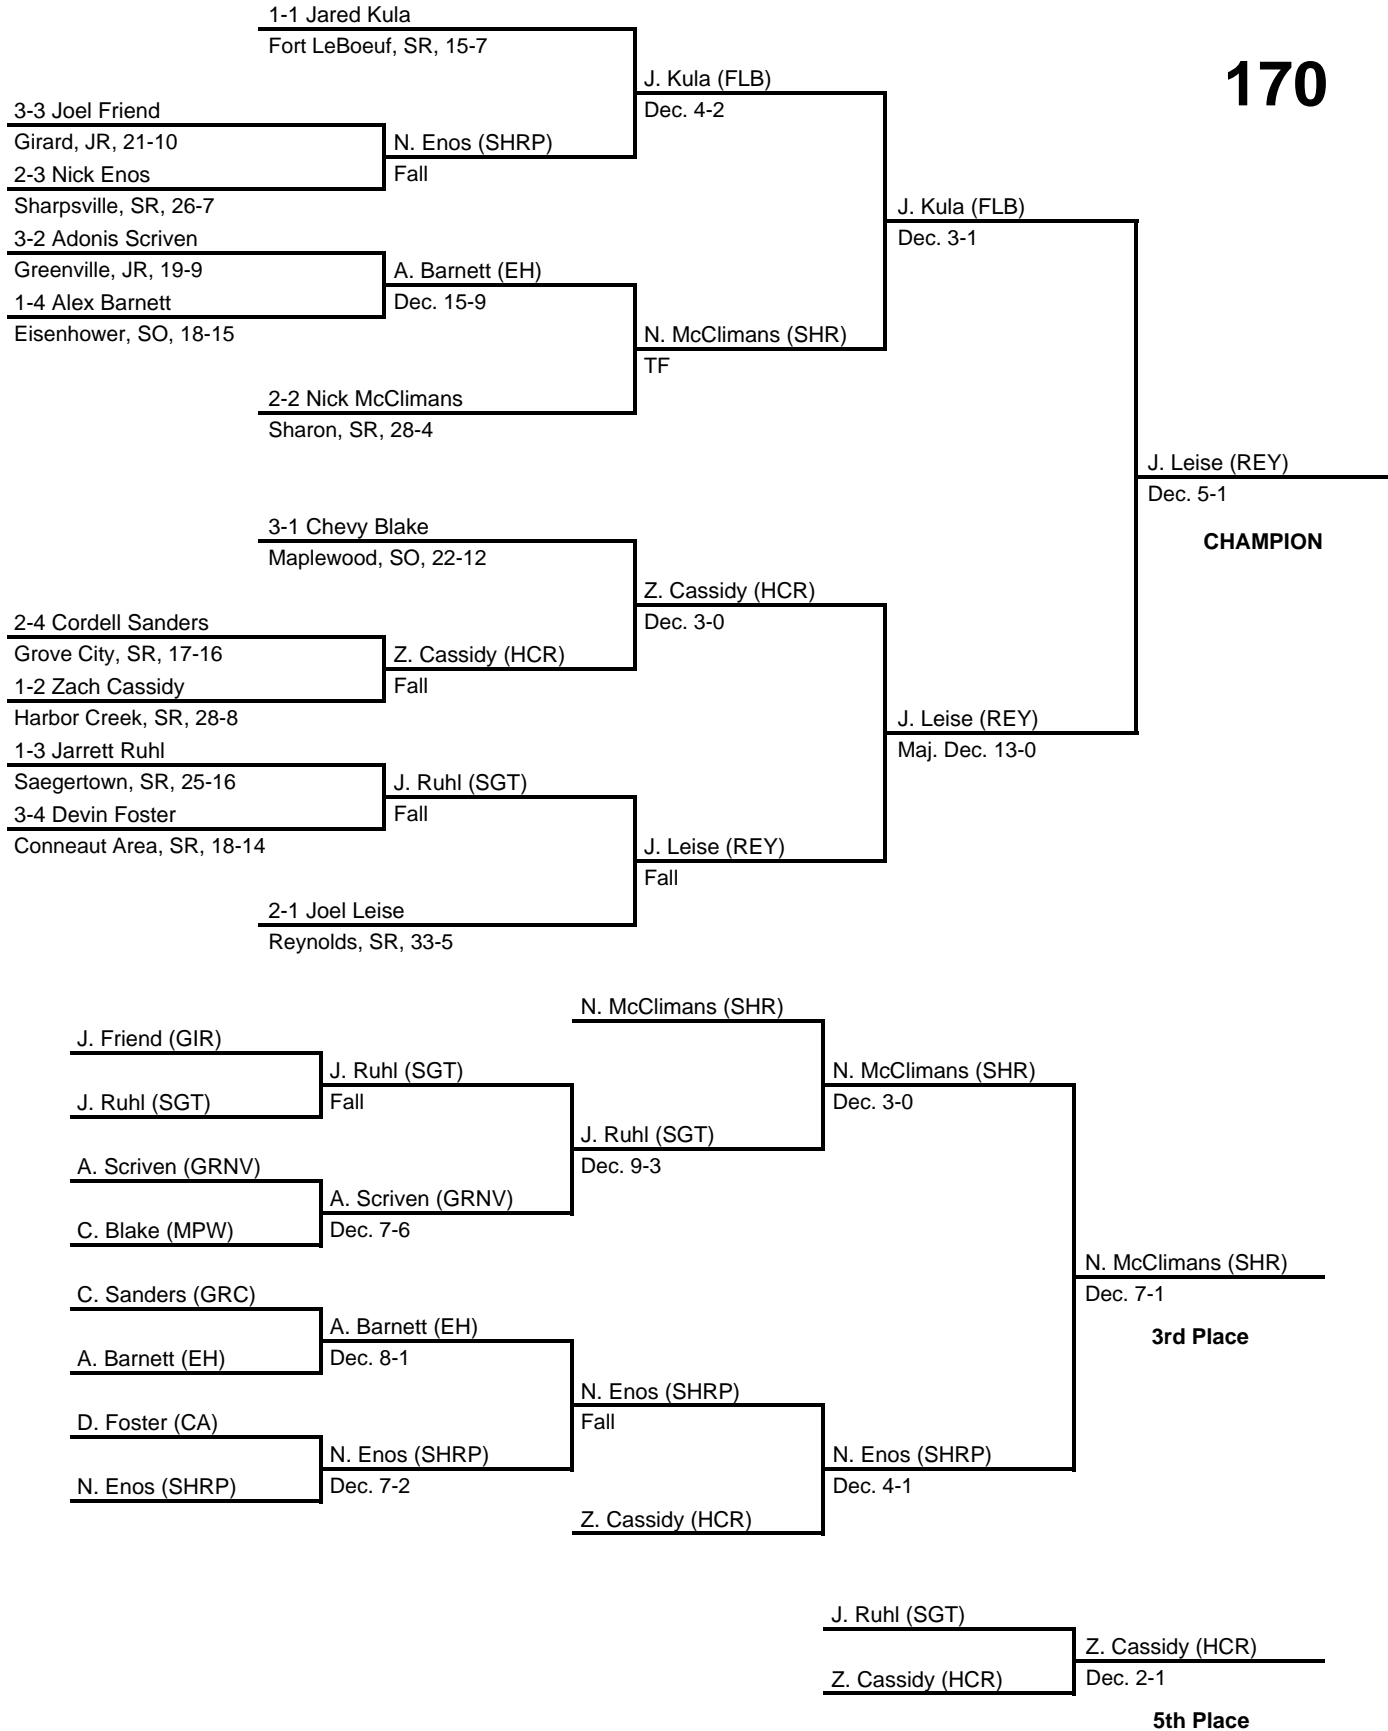 1-1 Jared Kula
Fort LeBoeuf, SR, 15-7
170
J. Kula (FLB)
Dec. 4-2
3-3 Joel Friend
Girard, JR, 21-10
N. Enos (SHRP)
Fall
2-3 Nick Enos
Sharpsville, SR, 26-7
J. Kula (FLB)
Dec. 3-1
3-2 Adonis Scriven
Greenville, JR, 19-9
A. Barnett (EH)
Dec. 15-9
1-4 Alex Barnett
Eisenhower, SO, 18-15
N. McClimans (SHR)
TF
2-2 Nick McClimans
Sharon, SR, 28-4
J. Leise (REY)
Dec. 5-1
CHAMPION
3-1 Chevy Blake
Maplewood, SO, 22-12
Z. Cassidy (HCR)
Dec. 3-0
2-4 Cordell Sanders
Grove City, SR, 17-16
Z. Cassidy (HCR)
Fall
1-2 Zach Cassidy
Harbor Creek, SR, 28-8
J. Leise (REY)
Maj. Dec. 13-0
1-3 Jarrett Ruhl
Saegertown, SR, 25-16
J. Ruhl (SGT)
Fall
3-4 Devin Foster
Conneaut Area, SR, 18-14
J. Leise (REY)
Fall
2-1 Joel Leise
Reynolds, SR, 33-5
N. McClimans (SHR)
J. Friend (GIR)
J. Ruhl (SGT)
Fall
N. McClimans (SHR)
Dec. 3-0
J. Ruhl (SGT)
J. Ruhl (SGT)
Dec. 9-3
A. Scriven (GRNV)
A. Scriven (GRNV)
Dec. 7-6
C. Blake (MPW)
N. McClimans (SHR)
Dec. 7-1
3rd Place
C. Sanders (GRC)
A. Barnett (EH)
Dec. 8-1
A. Barnett (EH)
N. Enos (SHRP)
Fall
D. Foster (CA)
N. Enos (SHRP)
Dec. 7-2
N. Enos (SHRP)
Dec. 4-1
N. Enos (SHRP)
Z. Cassidy (HCR)
J. Ruhl (SGT)
Z. Cassidy (HCR)
Dec. 2-1
Z. Cassidy (HCR)
5th Place